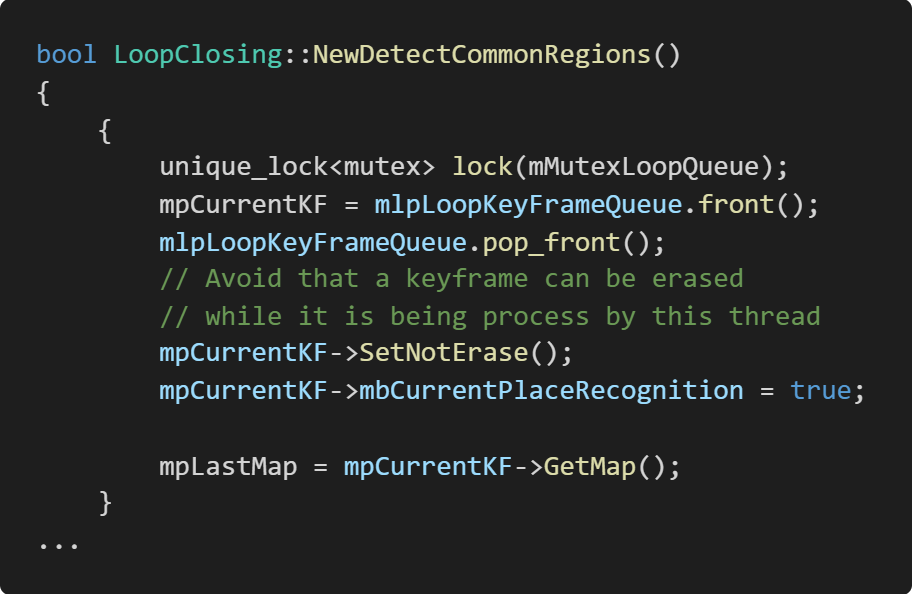 bool LoopClosing::NewDetectCommonRegions()
{
    {
        unique_lock<mutex> lock(mMutexLoopQueue);
        mpCurrentKF = mlpLoopKeyFrameQueue.front();
        mlpLoopKeyFrameQueue.pop_front();
        // Avoid that a keyframe can be erased
        // while it is being process by this thread
        mpCurrentKF->SetNotErase();
        mpCurrentKF->mbCurrentPlaceRecognition = true;

        mpLastMap = mpCurrentKF->GetMap();
    }
...